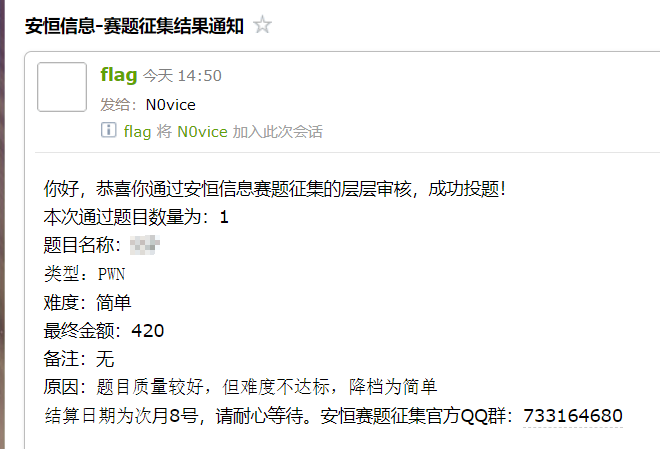 安恒信息-赛题征集结果通知
flag 今天 14:50
发给：N0vice
flag 将 N0vice 加入此次会话
你好，恭喜你通过安恒信息赛题征集的层层审核，成功投题！
本次通过题目数量为：1
题目名称：
类型：PWN
难度：简单
最终金额：420
备注：无
原因：题目质量较好，但难度不达标，降档为简单
结算日期为次月8号，请耐心等待。安恒赛题征集官方QQ群：733164680